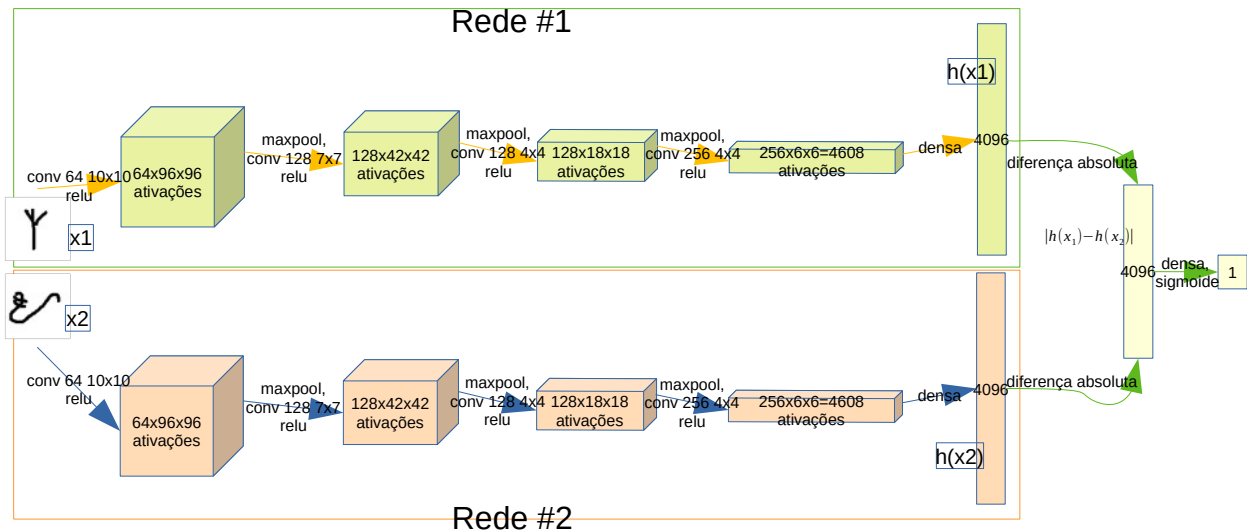 Rede #1
h(x1)
conv 64 10x10
relu
64x96x96
ativações
maxpool,
conv 128 7x7
relu
128x42x42
ativações
maxpool,
conv 128 4x4
relu
128x18x18
ativações
maxpool,
conv 256 4x4
relu
256x6x6=4608
ativações
densa
4096
diferença absoluta
x1
|h(x₁)−h(x₂)|
4096
densa,
sigmoide
1
x2
conv 64 10x10
relu
64x96x96
ativações
maxpool,
conv 128 7x7
relu
128x42x42
ativações
maxpool,
conv 128 4x4
relu
128x18x18
ativações
maxpool,
conv 256 4x4
relu
256x6x6=4608
ativações
densa
4096
diferença absoluta
h(x2)
Rede #2